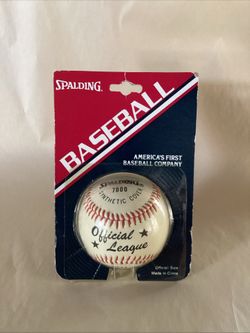 SPALDING
BASEBALL
AMERICA'S FIRST
BASEBALL COMPANY
SPALDING
7000
SYNTHETIC COVER
Official
League
Official Size
Made in China